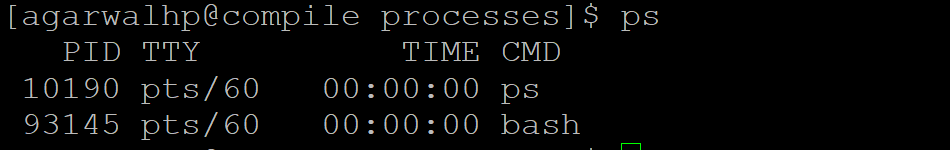 [agarwalhp@compile processes]$ ps
PID TTY TIME CMD
10190 pts/60 00:00:00 ps
93145 pts/60 00:00:00 bash